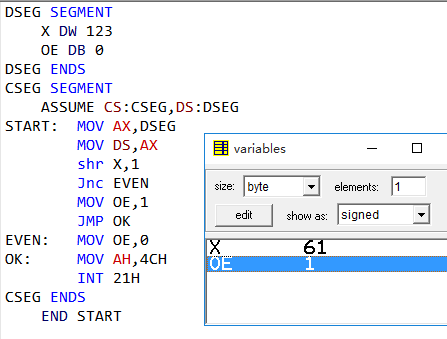 DSEG SEGMENT
X DW 123
OE DB 0
DSEG ENDS
CSEG SEGMENT
ASSUME CS:CSEG,DS:DSEG
START: MOV AX,DSEG
MOV DS,AX
shr X,1
Jnc EVEN
MOV OE,1
JMP OK
EVEN: MOV OE,0
OK: MOV AH,4CH
INT 21H
CSEG ENDS
END START
variables
size: byte elements: 1
edit show as: signed
X 61
OE 1